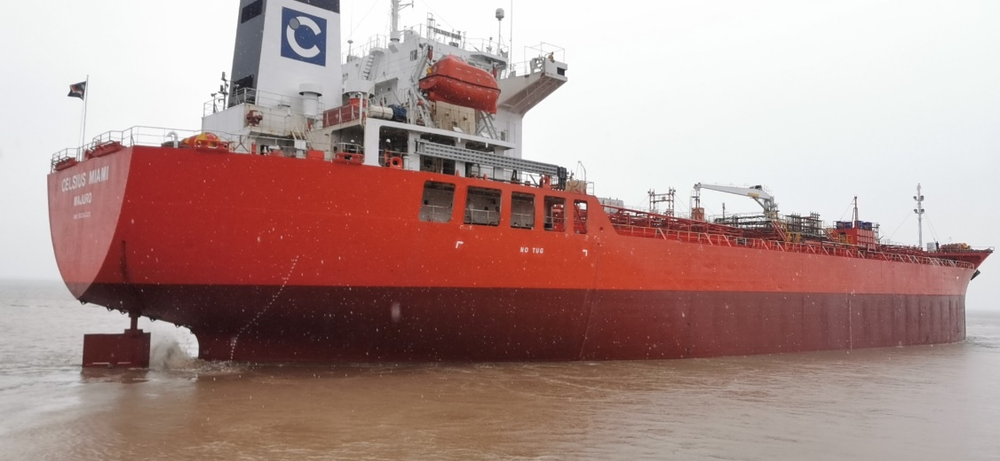 C
CELSIUS MIAMI
MAJURO
NO TUG